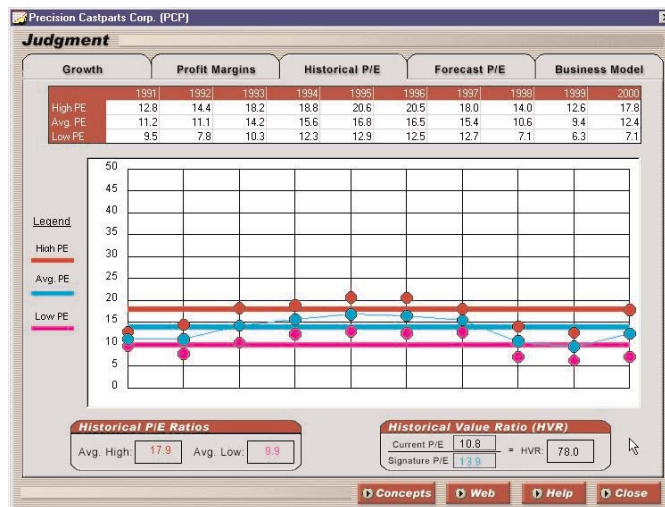 Precision Castparts Corp. (PCP)
Judgment
Growth Profit Margins Historical P/E Forecast P/E Business Model
1991 1992 1993 1994 1995 1996 1997 1998 1999 2000
High PE 12.8 14.4 18.2 18.8 20.6 20.5 18.0 14.0 12.6 17.8
Avg. PE 11.2 11.1 14.2 15.6 16.8 16.5 15.4 10.6 9.4 12.4
Low PE 9.5 7.8 10.3 12.3 12.9 12.5 12.7 7.1 6.3 7.1
50
45
40
35
30
25
20
15
10
5
0
Legend
High PE
Avg. PE
Low PE
Historical P/E Ratios
Avg. High: 17.9 Avg. Low: 9.9
Historical Value Ratio (HVR)
Current P/E 10.8
Signature P/E 13.9
= HVR: 78.0
Concepts Web Help Close